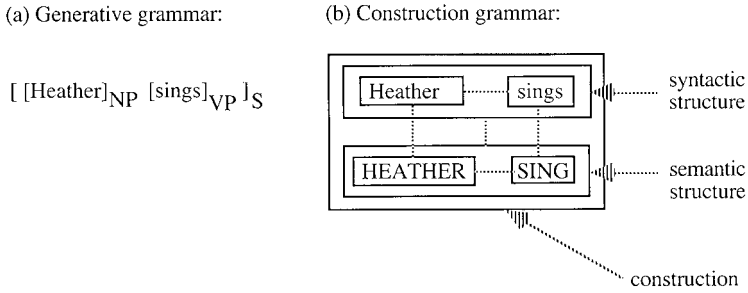 (a) Generative grammar:
(b) Construction grammar:
[ [Heather]NP [sings]VP ]S
Heather sings
syntactic
structure
HEATHER SING
semantic
structure
construction